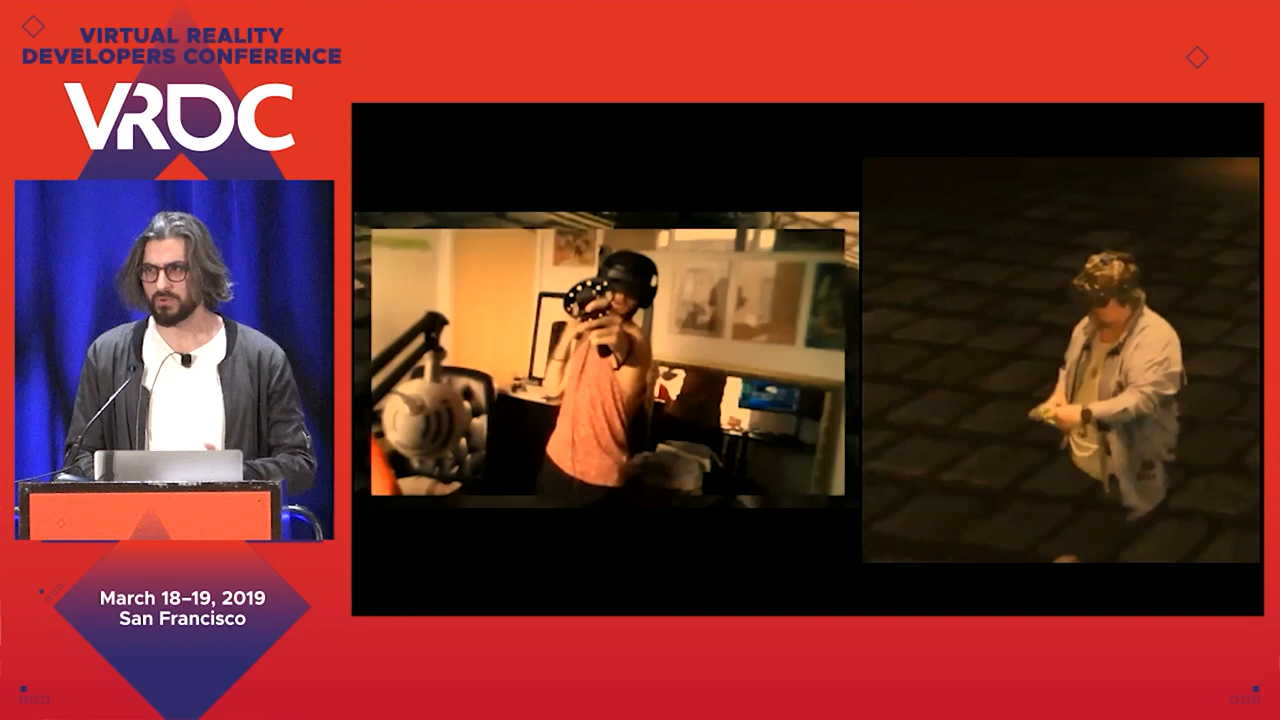 VIRTUAL REALITY
DEVELOPERS CONFERENCE
VRDC
March 18–19, 2019
San Francisco